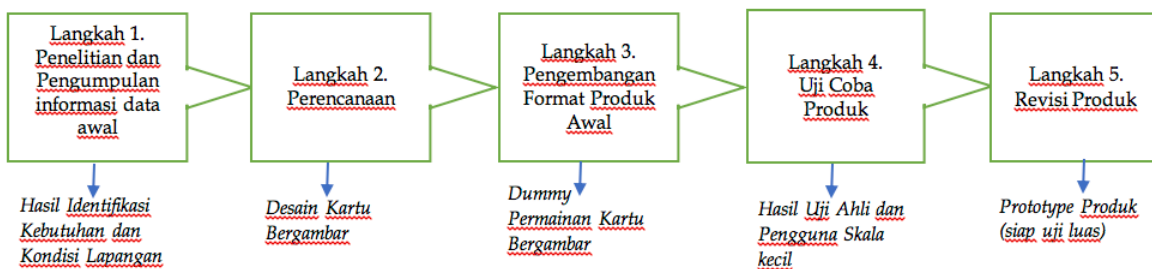 Langkah 1.
Penelitian dan
Pengumpulan
informasi data
awal
Langkah 2.
Perencanaan
Langkah 3.
Pengembangan
Format Produk
Awal
Langkah 4.
Uji Coba
Produk
Langkah 5.
Revisi Produk
Hasil Identifikasi
Kebutuhan dan
Kondisi Lapangan
Desain Kartu
Bergambar
Dummy
Permainan Kartu
Bergambar
Hasil Uji Ahli dan
Pengguna Skala
kecil
Prototype Produk
(siap uji luas)